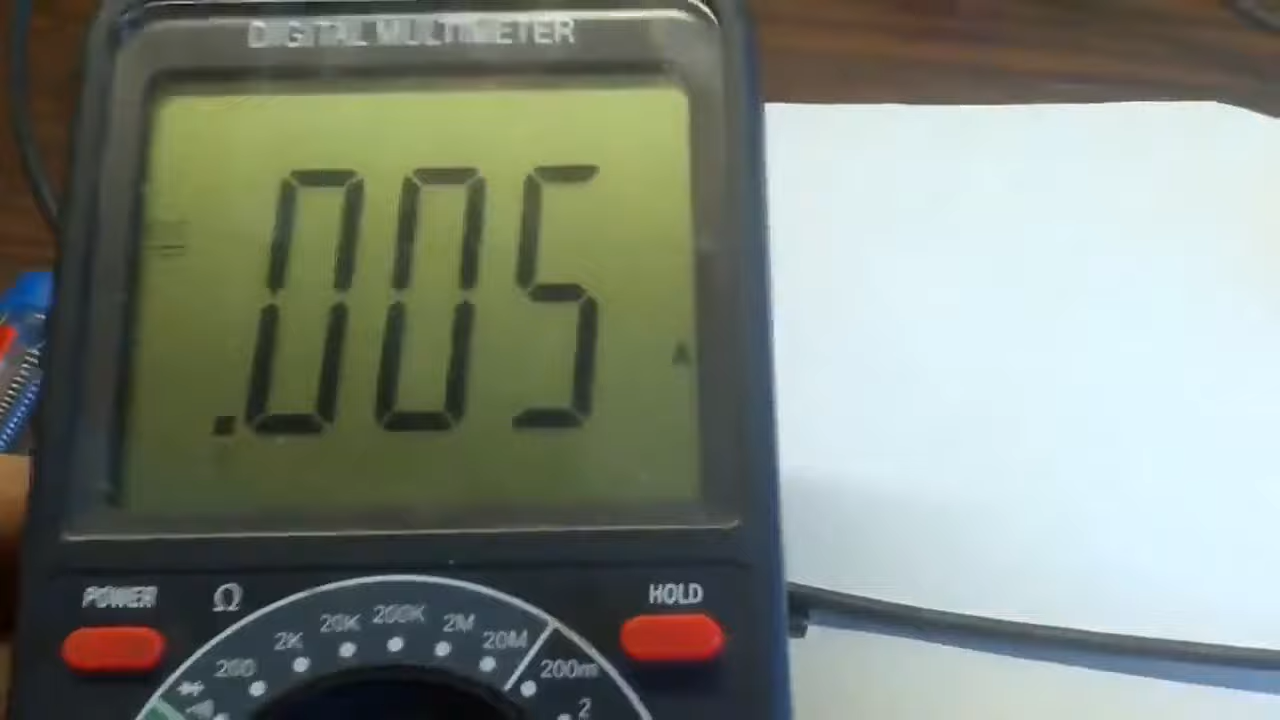 DIGITAL MULTIMETER
.005
A
POWER
Ω
HOLD
200
2K
20K
200K
2M
20M
200m
2